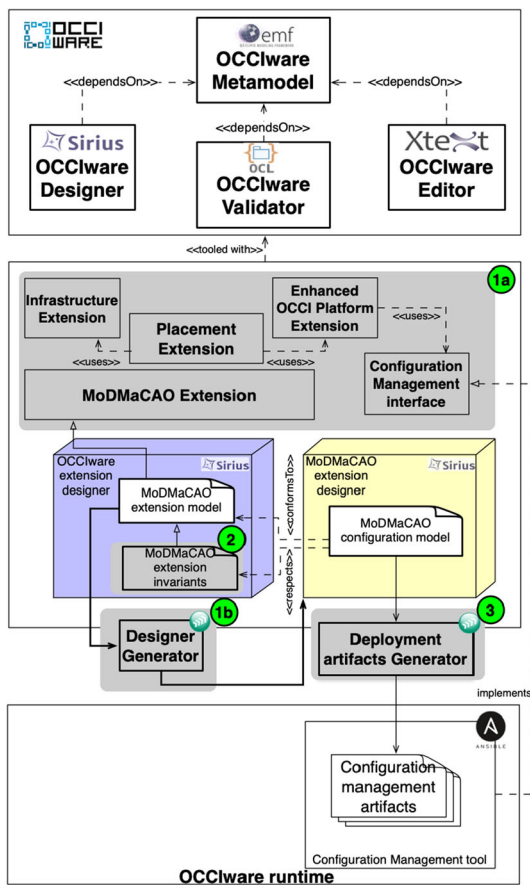 OCCI
WARE
emf
OCCIware
Metamodel
<<dependsOn>>
<<dependsOn>>
<<dependsOn>>
Sirius
OCCIware
Designer
OCL
OCCIware
Validator
Xtext
OCCIware
Editor
<<tooled with>>
1a
Infrastructure
Extension
Placement
Extension
Enhanced
OCCI Platform
Extension
<<uses>>
<<uses>>
<<uses>>
Configuration
Management
interface
MoDMaCAO Extension
OCCIware
extension
designer
Sirius
MoDMaCAO
extension model
2
MoDMaCAO
extension
invariants
<<conformsTo>>
<<respects>>
MoDMaCAO
extension
designer
Sirius
MoDMaCAO
configuration model
1b
Designer
Generator
3
Deployment
artifacts Generator
implements
ANSIBLE
Configuration
management
artifacts
Configuration Management tool
OCCIware runtime